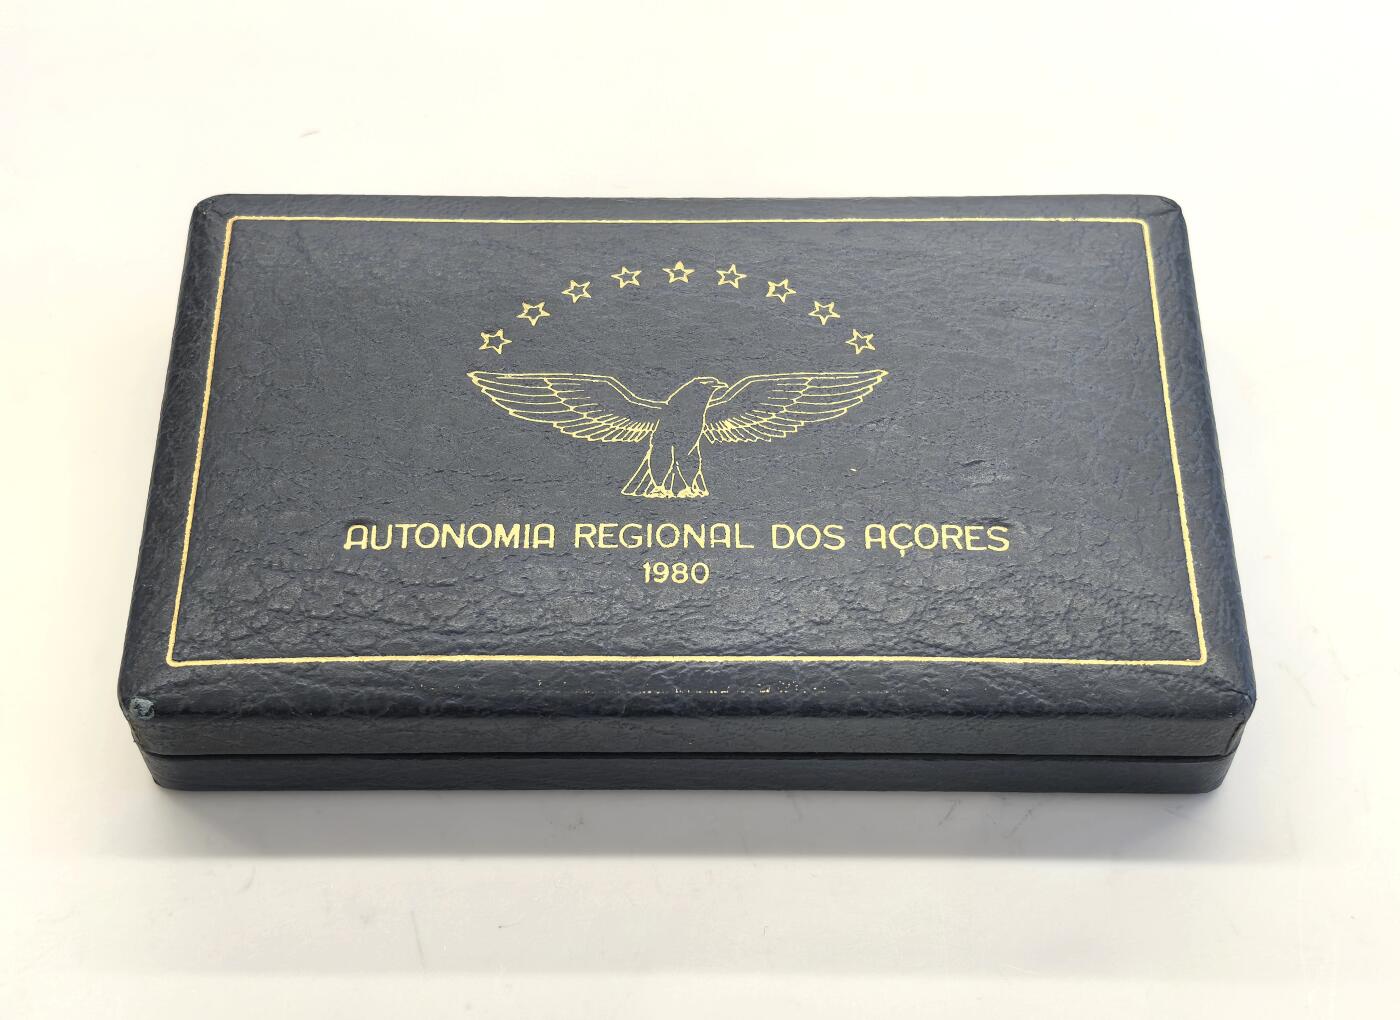 AUTONOMIA REGIONAL DOS AÇORES
1980